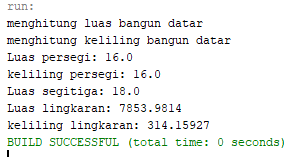 run:
menghitung luas bangun datar
menghitung keliling bangun datar
Luas persegi: 16.0
keliling persegi: 16.0
Luas segitiga: 18.0
Luas lingkaran: 7853.9814
keliling lingkaran: 314.15927
BUILD SUCCESSFUL (total time: 0 seconds)